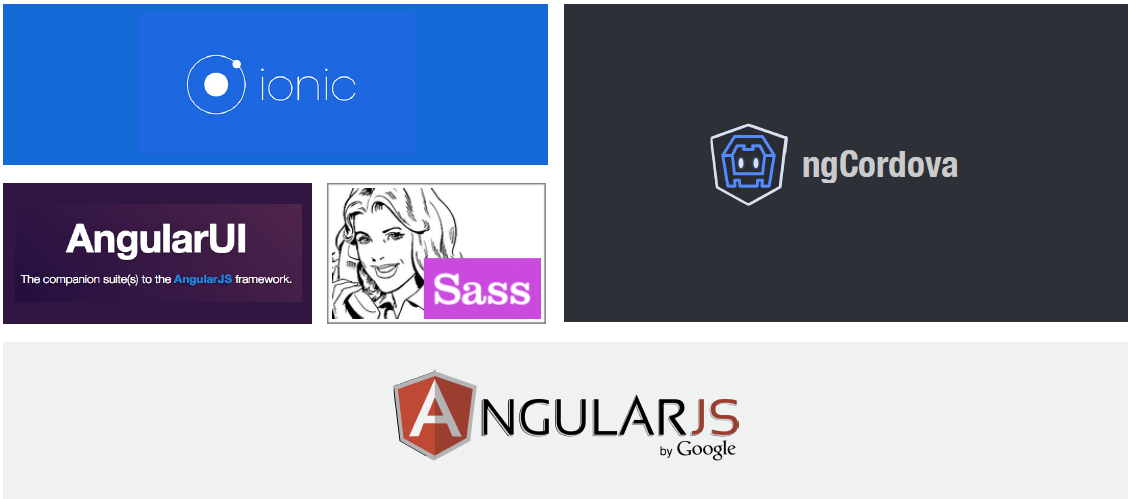 ionic
ngCordova
AngularUI
The companion suite(s) to the AngularJS framework.
Sass
ANGULARJS
by Google